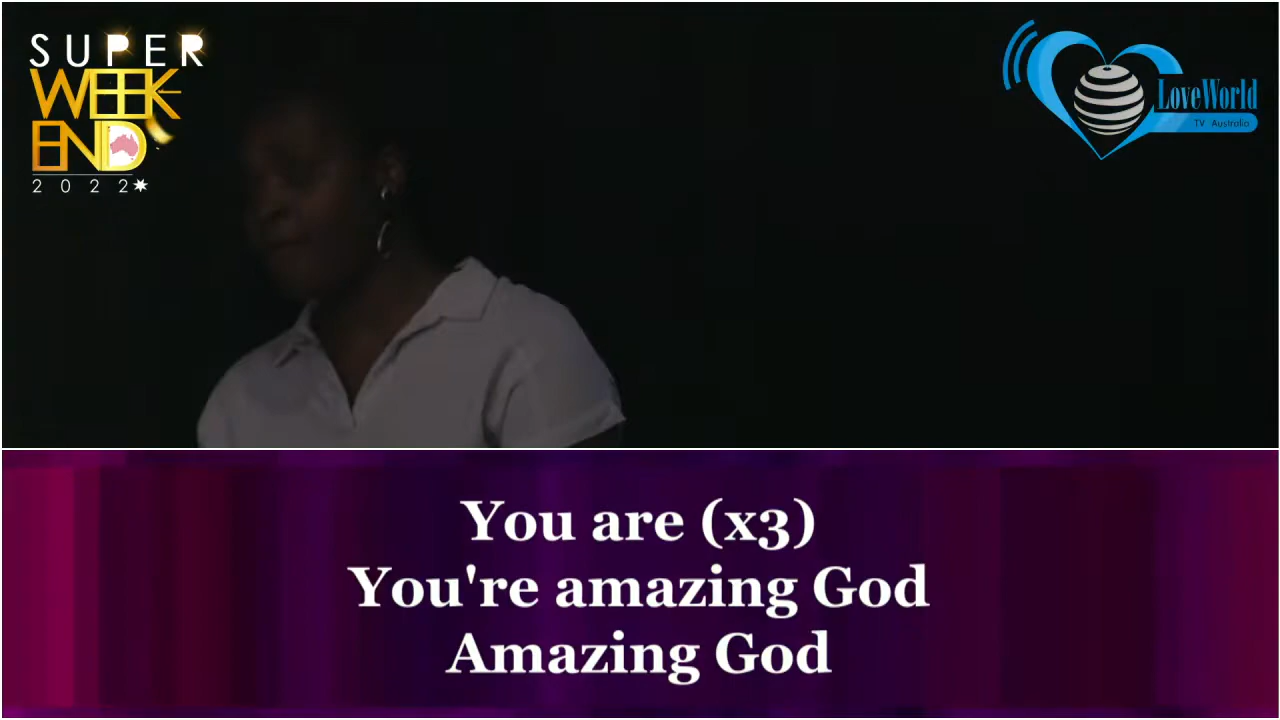 SUPER
WEEK
END
2022
LoveWorld
TV Australia
You are (x3)
You're amazing God
Amazing God